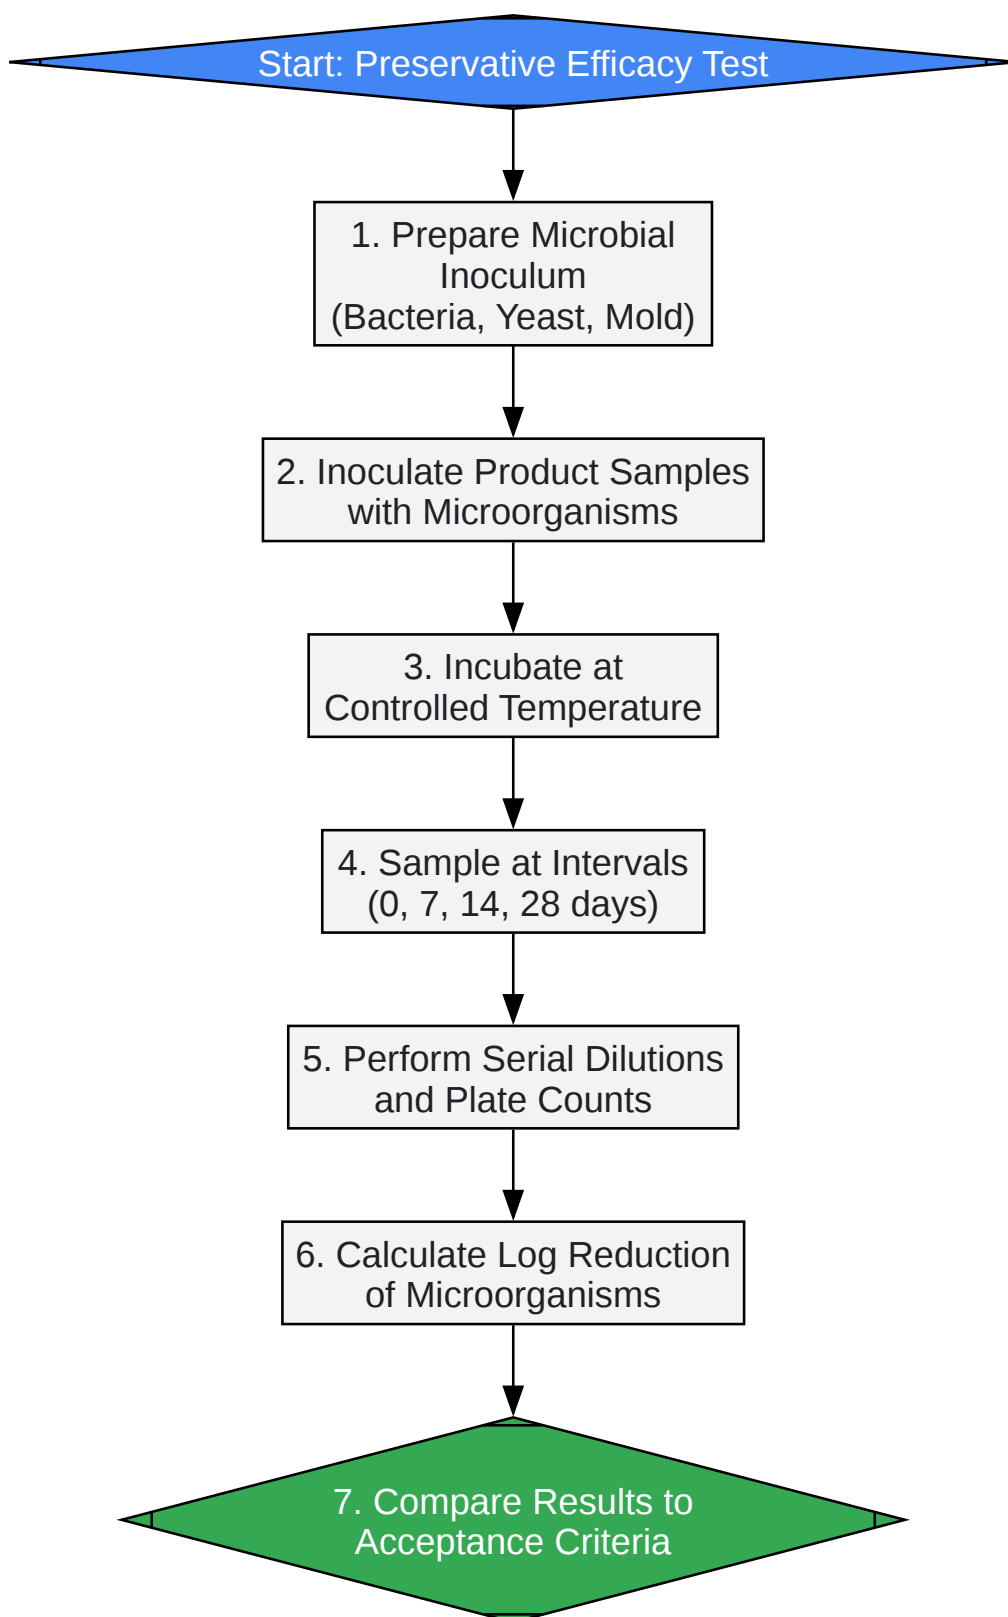 Start: Preservative Efficacy Test
1. Prepare Microbial
Inoculum
(Bacteria, Yeast, Mold)
2. Inoculate Product Samples
with Microorganisms
3. Incubate at
Controlled Temperature
4. Sample at Intervals
(0, 7, 14, 28 days)
5. Perform Serial Dilutions
and Plate Counts
6. Calculate Log Reduction
of Microorganisms
7. Compare Results to
Acceptance Criteria